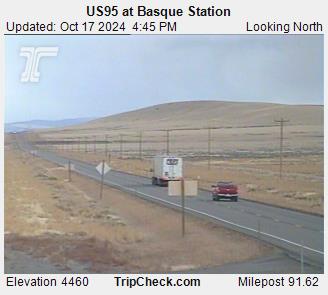 US95 at Basque Station
Updated: Oct 17 2024 4:45 PM Looking North
Elevation 4460 TripCheck.com® Milepost 91.62